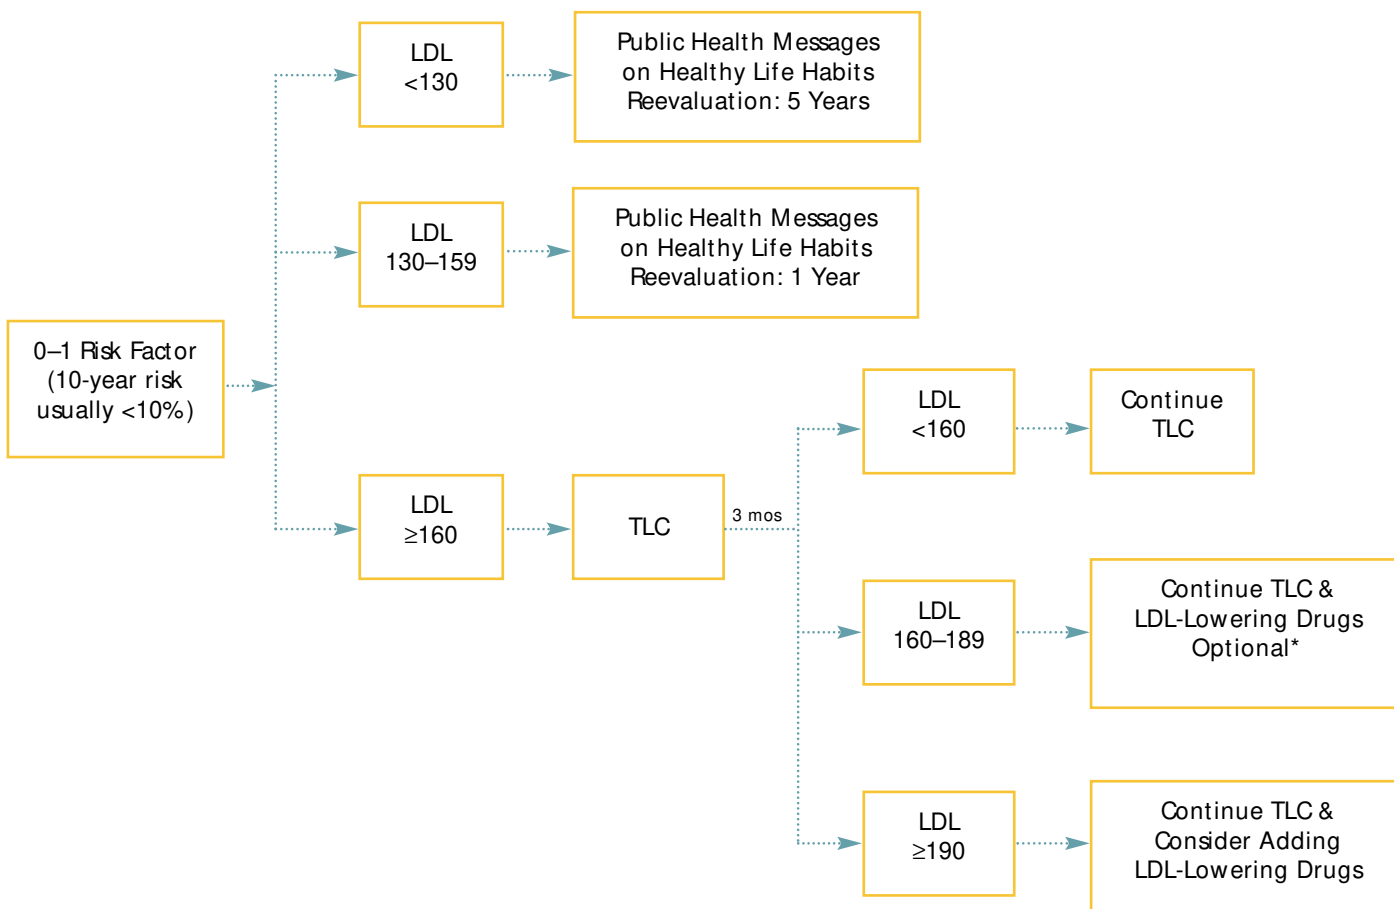 LDL
<130
Public Health Messages
on Healthy Life Habits
Reevaluation: 5 Years
LDL
130–159
Public Health Messages
on Healthy Life Habits
Reevaluation: 1 Year
0–1 Risk Factor
(10-year risk
usually <10%)
LDL
≥160
TLC
3 mos
LDL
<160
Continue
TLC
LDL
160–189
Continue TLC &
LDL-Lowering Drugs
Optional*
LDL
≥190
Continue TLC &
Consider Adding
LDL-Lowering Drugs